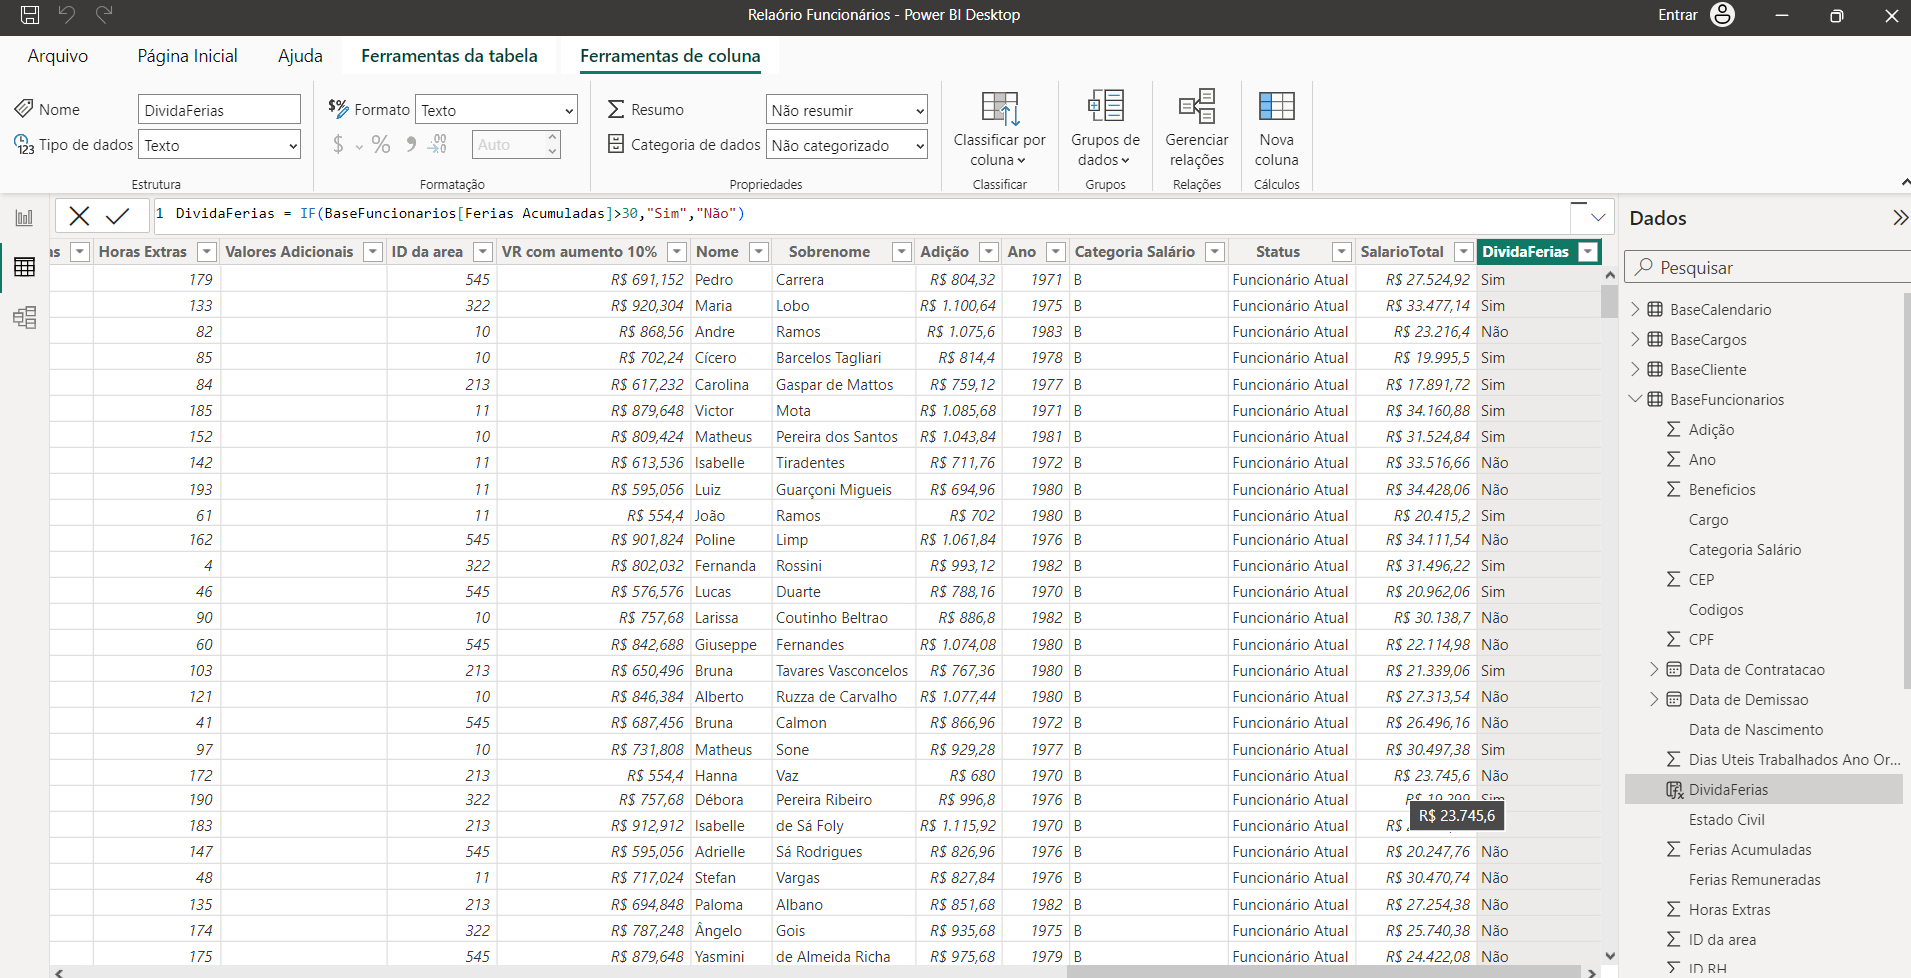 Relaório Funcionários - Power BI Desktop
Entrar
Arquivo Página Inicial Ajuda Ferramentas da tabela Ferramentas de coluna
Nome DividaFerias
Tipo de dados Texto
Estrutura
Formato Texto
$ % Auto
Formatação
Resumo Não resumir
Categoria de dados Não categorizado
Propriedades
Classificar por
coluna
Classificar
Grupos de
dados
Grupos
Gerenciar
relações
Relações
Nova
coluna
Cálculos
1 DividaFerias = IF(BaseFuncionarios[Ferias Acumuladas]>30,"Sim","Não")
as Horas Extras Valores Adicionais ID da area VR com aumento 10% Nome Sobrenome Adição Ano Categoria Salário Status SalarioTotal DividaFerias
179 545 R$ 691,152 Pedro Carrera R$ 804,32 1971 B Funcionário Atual R$ 27.524,92 Sim
133 322 R$ 920,304 Maria Lobo R$ 1.100,64 1975 B Funcionário Atual R$ 33.477,14 Sim
82 10 R$ 868,56 Andre Ramos R$ 1.075,6 1983 B Funcionário Atual R$ 23.216,4 Não
85 10 R$ 702,24 Cícero Barcelos Tagliari R$ 814,4 1978 B Funcionário Atual R$ 19.995,5 Sim
84 213 R$ 617,232 Carolina Gaspar de Mattos R$ 759,12 1977 B Funcionário Atual R$ 17.891,72 Sim
185 11 R$ 879,648 Victor Mota R$ 1.085,68 1971 B Funcionário Atual R$ 34.160,88 Sim
152 10 R$ 809,424 Matheus Pereira dos Santos R$ 1.043,84 1981 B Funcionário Atual R$ 31.524,84 Sim
142 11 R$ 613,536 Isabelle Tiradentes R$ 711,76 1972 B Funcionário Atual R$ 33.516,66 Não
193 11 R$ 595,056 Luiz Guarçoni Migueis R$ 694,96 1980 B Funcionário Atual R$ 34.428,06 Não
61 11 R$ 554,4 João Ramos R$ 702 1980 B Funcionário Atual R$ 20.415,2 Sim
162 545 R$ 901,824 Poline Limp R$ 1.061,84 1976 B Funcionário Atual R$ 34.111,54 Não
4 322 R$ 802,032 Fernanda Rossini R$ 993,12 1982 B Funcionário Atual R$ 31.496,22 Sim
46 545 R$ 576,576 Lucas Duarte R$ 788,16 1970 B Funcionário Atual R$ 20.962,06 Sim
90 10 R$ 757,68 Larissa Coutinho Beltrao R$ 886,8 1982 B Funcionário Atual R$ 30.138,7 Não
60 545 R$ 842,688 Giuseppe Fernandes R$ 1.074,08 1980 B Funcionário Atual R$ 22.114,98 Não
103 213 R$ 650,496 Bruna Tavares Vasconcelos R$ 767,36 1980 B Funcionário Atual R$ 21.339,06 Sim
121 10 R$ 846,384 Alberto Ruzza de Carvalho R$ 1.077,44 1980 B Funcionário Atual R$ 27.313,54 Não
41 545 R$ 687,456 Bruna Calmon R$ 866,96 1972 B Funcionário Atual R$ 26.496,16 Não
97 10 R$ 731,808 Matheus Sone R$ 929,28 1977 B Funcionário Atual R$ 30.497,38 Sim
172 213 R$ 554,4 Hanna Vaz R$ 680 1970 B Funcionário Atual R$ 23.745,6 Não
190 322 R$ 757,68 Débora Pereira Ribeiro R$ 996,8 1976 B Funcionário Atual R$ 19.299 Sim
R$ 23.745,6
183 213 R$ 912,912 Isabelle de Sá Foly R$ 1.115,92 1970 B Funcionário Atual R$
147 545 R$ 595,056 Adrielle Sá Rodrigues R$ 826,96 1976 B Funcionário Atual R$ 20.247,76 Não
48 11 R$ 717,024 Stefan Vargas R$ 827,84 1976 B Funcionário Atual R$ 30.470,74 Não
135 213 R$ 694,848 Paloma Albano R$ 851,68 1982 B Funcionário Atual R$ 27.254,38 Não
174 322 R$ 787,248 Ângelo Gois R$ 935,68 1975 B Funcionário Atual R$ 25.740,38 Não
175 545 R$ 879,648 Yasmini de Almeida Richa R$ 975,68 1979 B Funcionário Atual R$ 24.422,08 Não
Dados
Pesquisar
BaseCalendario
BaseCargos
BaseCliente
BaseFuncionarios
Adição
Ano
Beneficios
Cargo
Categoria Salário
CEP
Codigos
CPF
Data de Contratacao
Data de Demissao
Data de Nascimento
Dias Uteis Trabalhados Ano Or...
DividaFerias
Estado Civil
Ferias Acumuladas
Ferias Remuneradas
Horas Extras
ID da area
ID RH